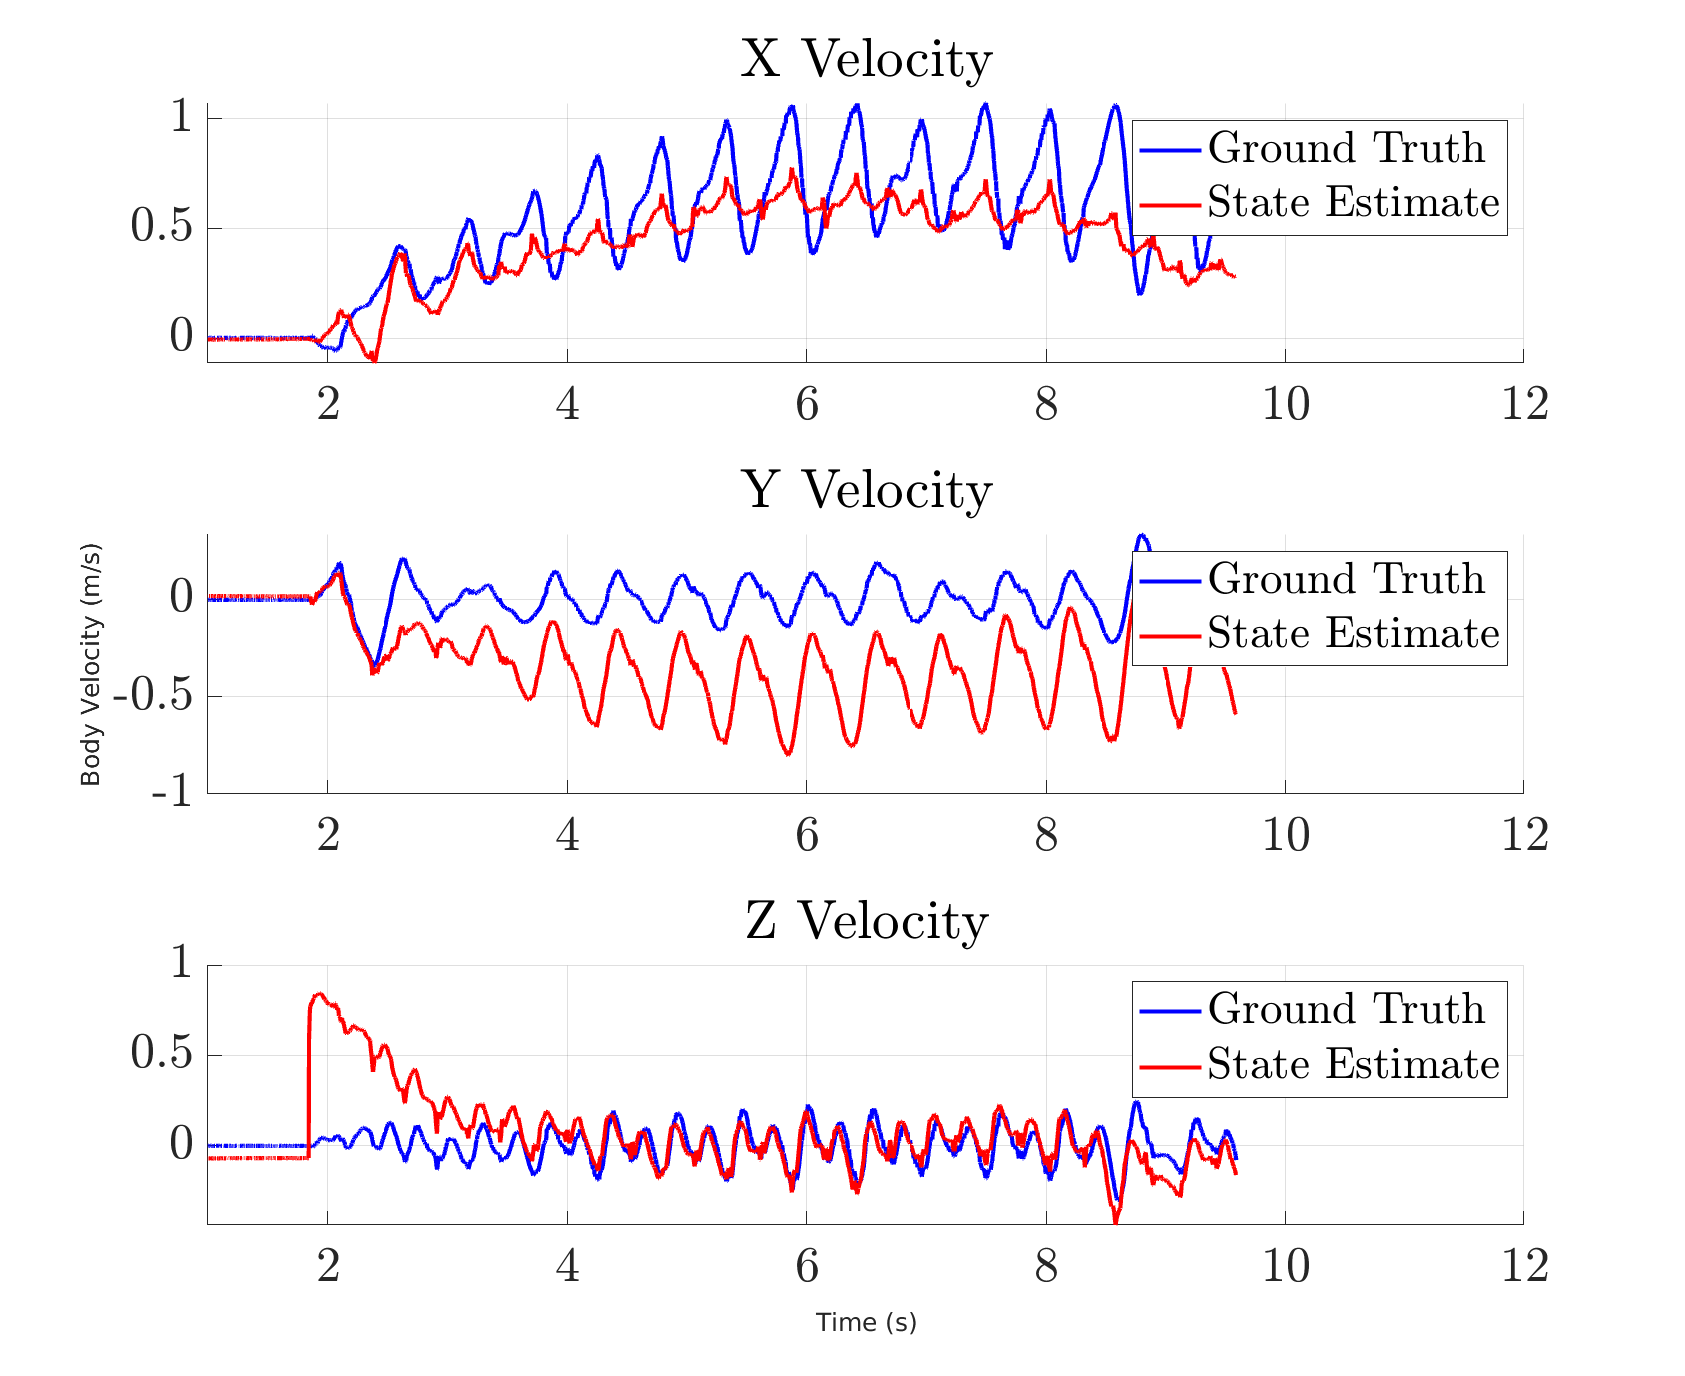 X Velocity
1
0.5
0
Ground Truth
State Estimate
2 4 6 8 10 12
Y Velocity
Body Velocity (m/s)
0
-0.5
-1
Ground Truth
State Estimate
2 4 6 8 10 12
Z Velocity
1
0.5
0
Ground Truth
State Estimate
2 4 6 8 10 12
Time (s)